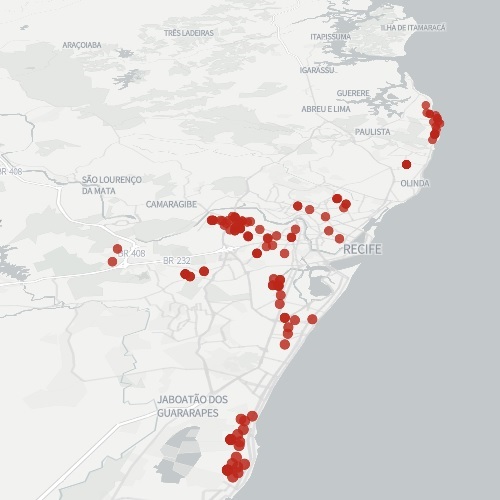 ILHA DE ITAMARACÁ
TRÊS LADEIRAS
ITAPISSUMA
ARAÇOIABA
IGARASSU
GUERERE
ABREU E LIMA
PAULISTA
BR 408
SÃO LOURENÇO
DA MATA
OLINDA
CAMARAGIBE
RECIFE
BR 408
BR 232
JABOATÃO DOS
GUARARAPES